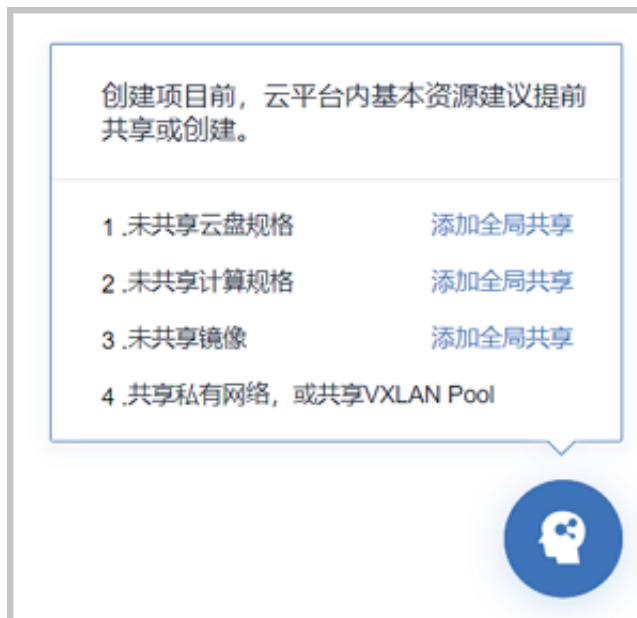 创建项目前，云平台内基本资源建议提前
共享或创建。
1 .未共享云盘规格 添加全局共享
2 .未共享计算规格 添加全局共享
3 .未共享镜像 添加全局共享
4 .共享私有网络，或共享VXLAN Pool